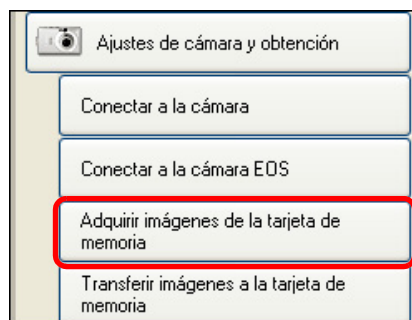 Ajustes de cámara y obtención
Conectar a la cámara
Conectar a la cámara EOS
Adquirir imágenes de la tarjeta de
memoria
Transferir imágenes a la tarjeta de
memoria